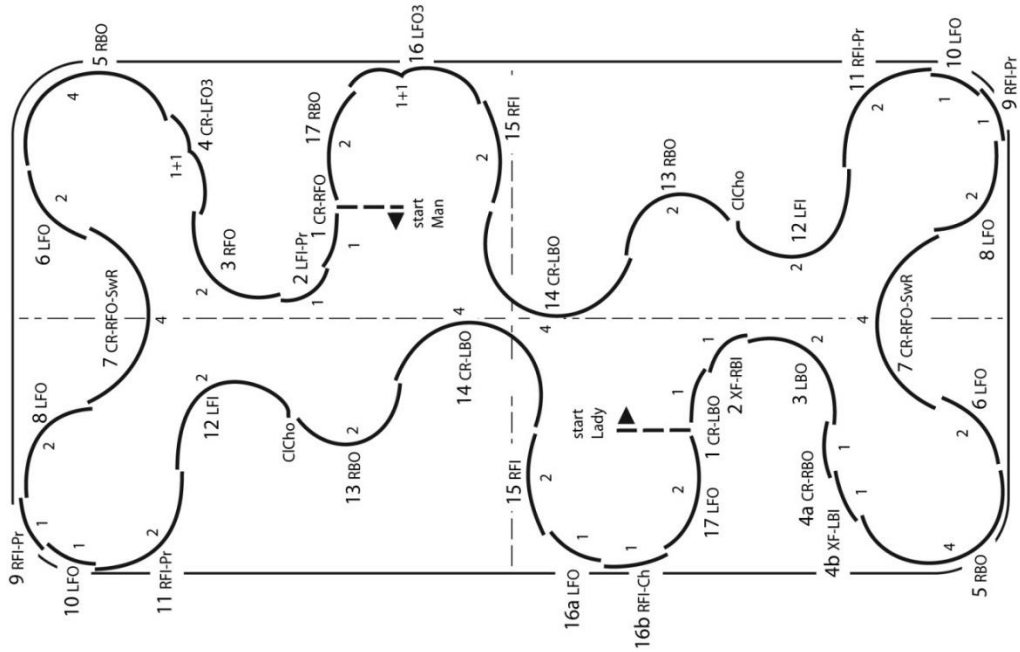 5 RBO
4
4 CR-LFO3
1+1
6 LFO
2
3 RFO
2
7 CR-RFO-SwR
4
2 LFI-Pr
1
1 CR-RFO
1
start
Man
17 RBO
2
16 LFO3
1+1
15 RFI
2
8 LFO
2
9 RFI-Pr
1
10 LFO
1
11 RFI-Pr
2
12 LFI
2
ClCho
13 RBO
2
14 CR-LBO
4
14 CR-LBO
4
13 RBO
2
ClCho
12 LFI
2
11 RFI-Pr
2
10 LFO
1
9 RFI-Pr
1
8 LFO
2
7 CR-RFO-SwR
4
6 LFO
2
5 RBO
4
15 RFI
2
16a LFO
1
16b RFI-Ch
1
17 LFO
2
start
Lady
1 CR-LBO
1
2 XF-RBI
1
3 LBO
2
4a CR-RBO
1
4b XF-LBI
1